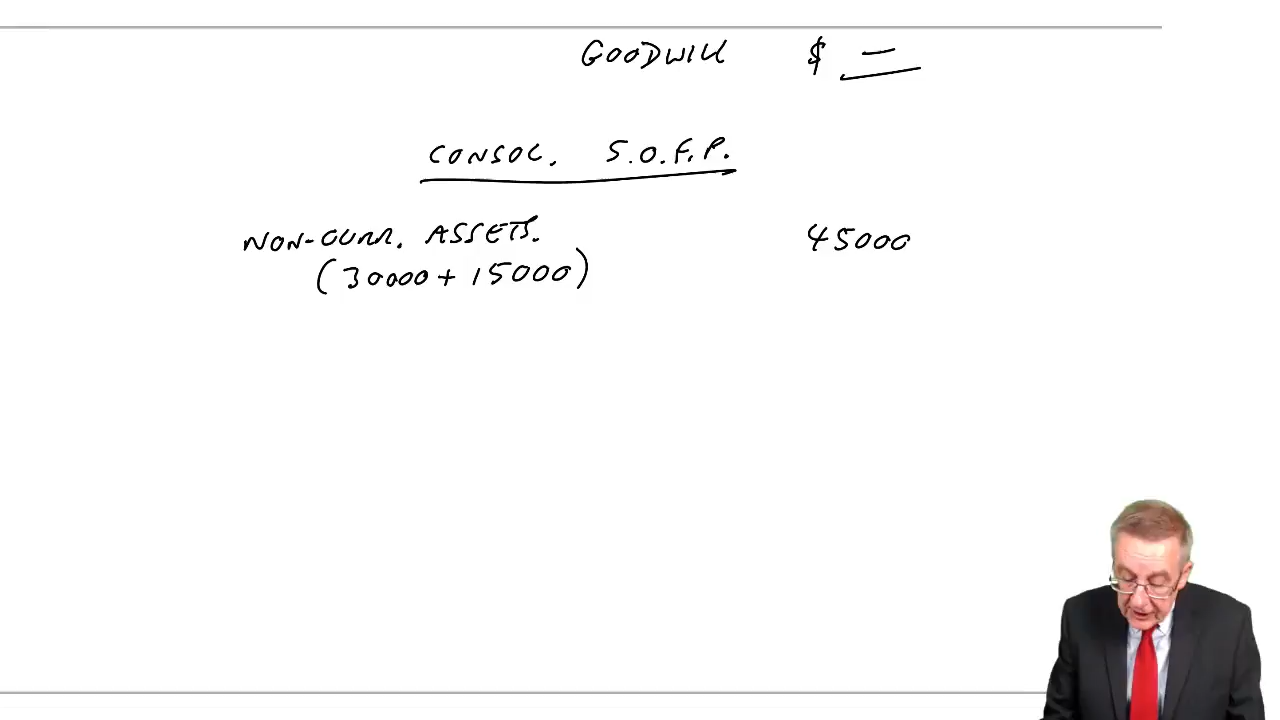 GOODWILL $ —
CONSOL. S.O.F.P.
NON-CURR. ASSETS. 45000
(30000 + 15000)